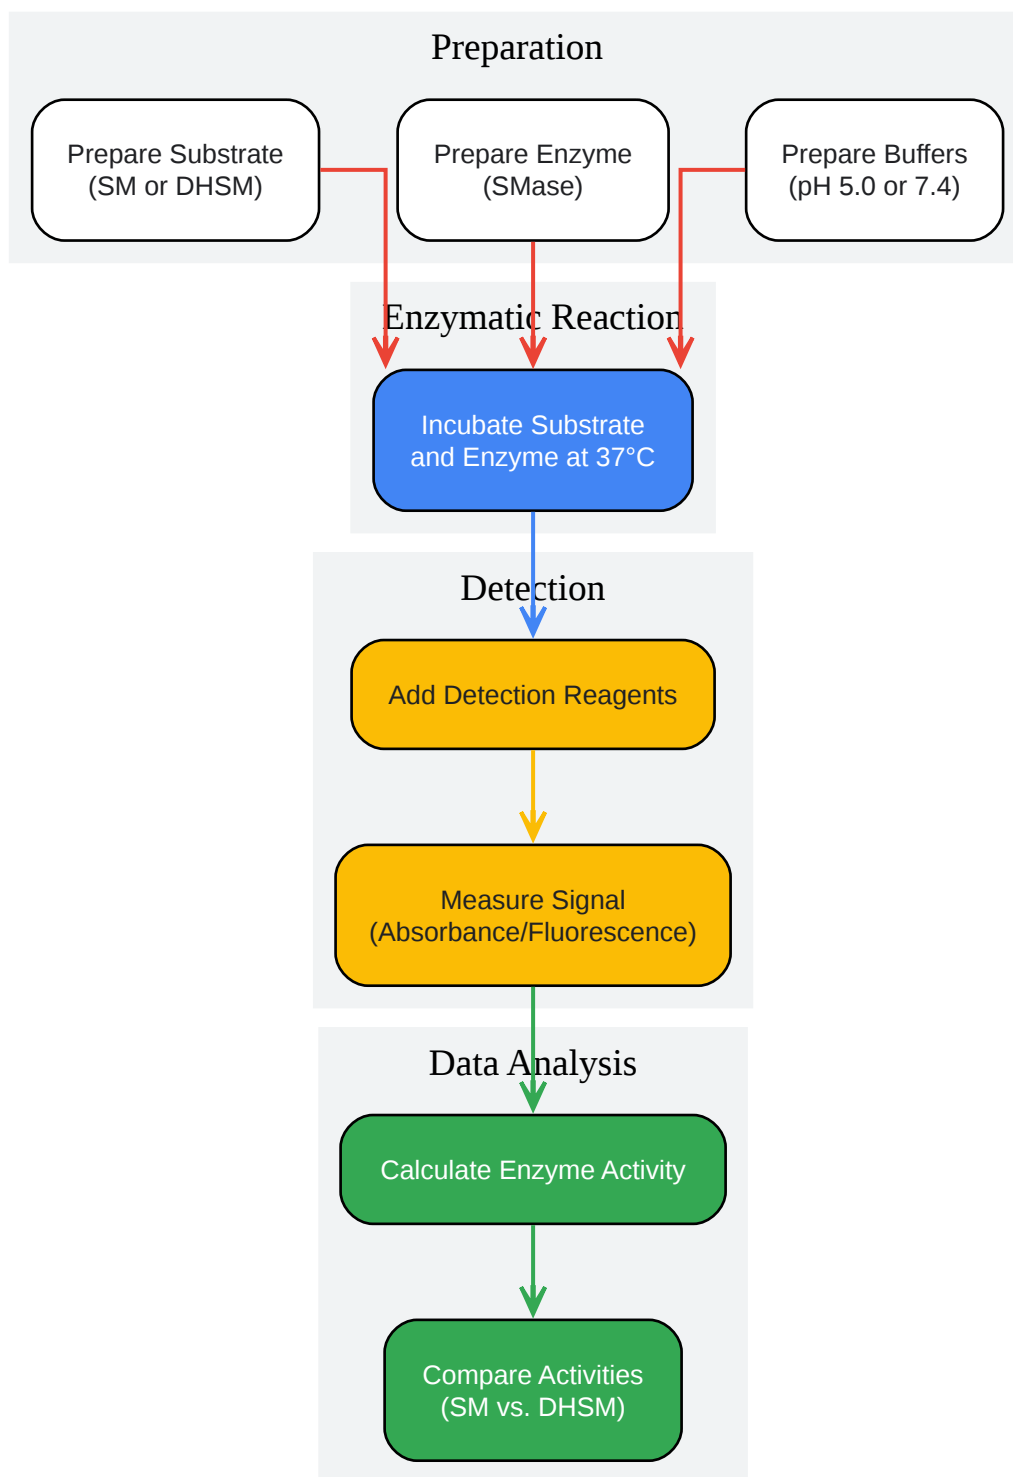 Preparation
Prepare Substrate
(SM or DHSM)
Prepare Enzyme
(SMase)
Prepare Buffers
(pH 5.0 or 7.4)
Enzymatic Reaction
Incubate Substrate
and Enzyme at 37°C
Detection
Add Detection Reagents
Measure Signal
(Absorbance/Fluorescence)
Data Analysis
Calculate Enzyme Activity
Compare Activities
(SM vs. DHSM)